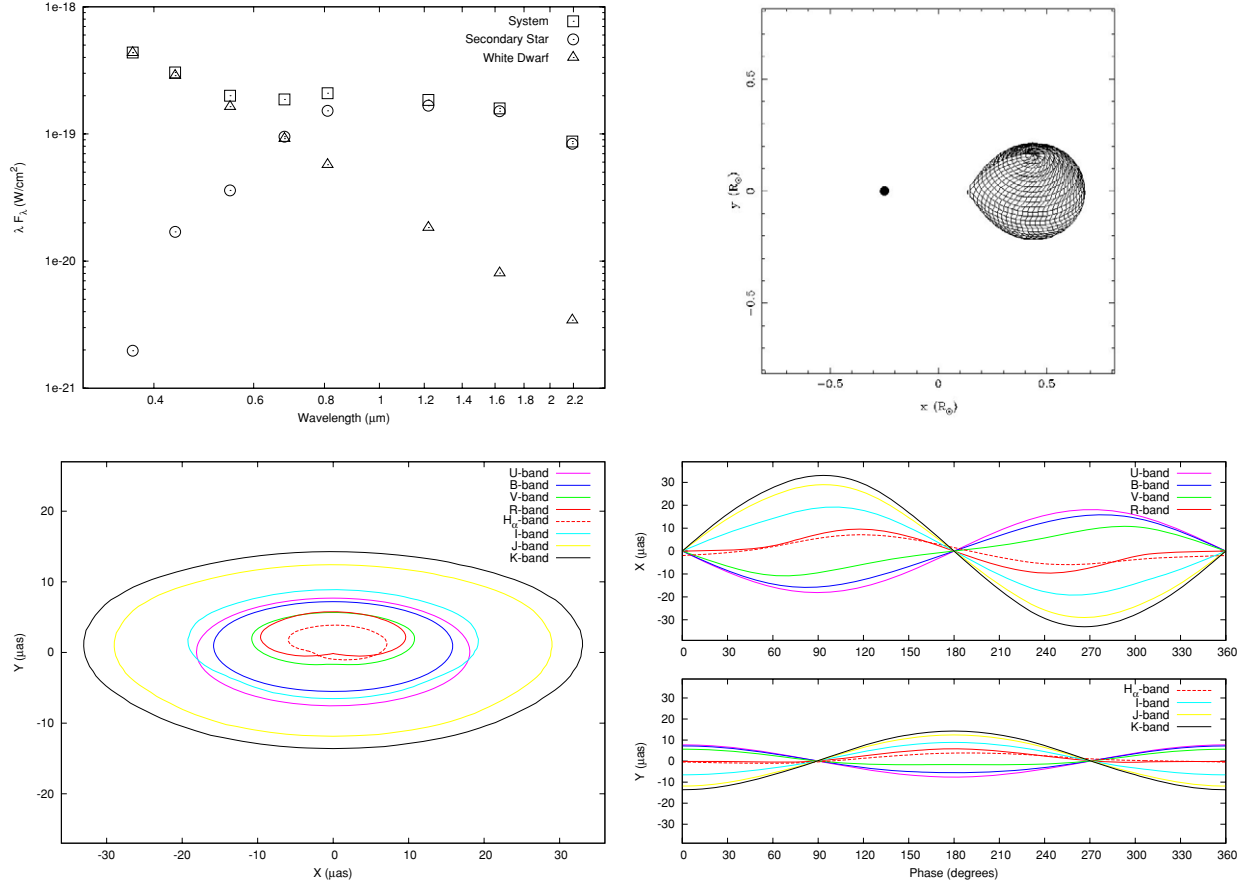 1e-18
1e-19
1e-20
1e-21
λ Fλ (W/cm²)
System
Secondary Star
White Dwarf
0.4
0.6
0.8
1
1.2
1.4
1.6
1.8
2
2.2
Wavelength (μm)
0.5
0
−0.5
y (R⊙)
−0.5
0
0.5
x (R⊙)
U-band
B-band
V-band
R-band
Hα-band
I-band
J-band
K-band
20
10
0
-10
-20
Y (μas)
-30
-20
-10
0
10
20
30
X (μas)
30
20
10
0
-10
-20
-30
X (μas)
U-band
B-band
V-band
R-band
0
30
60
90
120
150
180
210
240
270
300
330
360
30
20
10
0
-10
-20
-30
Y (μas)
Hα-band
I-band
J-band
K-band
0
30
60
90
120
150
180
210
240
270
300
330
360
Phase (degrees)